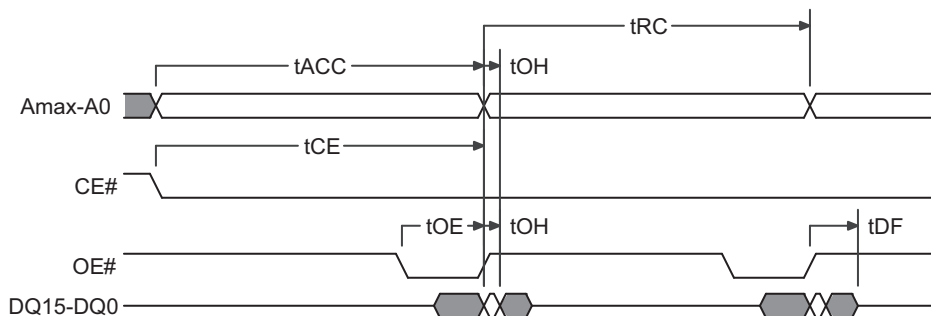 tRC
tACC tOH
Amax-A0
tCE
CE#
tOE tOH tDF
OE#
DQ15-DQ0